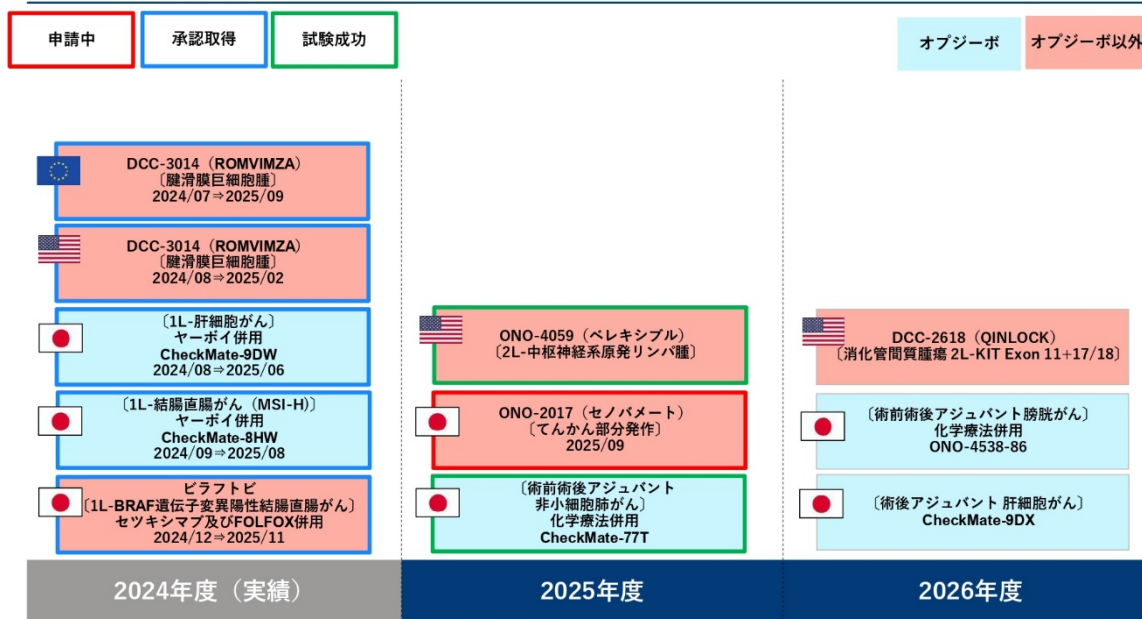 申請中
承認取得
試験成功
オプジーボ
オプジーボ以外
DCC-3014（ROMVIMZA）
〔腱滑膜巨細胞腫〕
2024/07⇒2025/09
DCC-3014（ROMVIMZA）
〔腱滑膜巨細胞腫〕
2024/08⇒2025/02
〔1L-肝細胞がん〕
ヤーボイ併用
CheckMate-9DW
2024/08⇒2025/06
〔1L-結腸直腸がん（MSI-H）〕
ヤーボイ併用
CheckMate-8HW
2024/09⇒2025/08
ビラフトビ
〔1L-BRAF遺伝子変異陽性結腸直腸がん〕
セツキシマブ及びFOLFOX併用
2024/12⇒2025/11
2024年度（実績）
ONO-4059（ベレキシブル）
〔2L-中枢神経系原発リンパ腫〕
ONO-2017（セノバメート）
〔てんかん部分発作〕
2025/09
〔術前術後アジュバント
非小細胞肺がん〕
化学療法併用
CheckMate-77T
2025年度
DCC-2618（QINLOCK）
〔消化管間質腫瘍 2L-KIT Exon 11+17/18〕
〔術前術後アジュバント膀胱がん〕
化学療法併用
ONO-4538-86
〔術後アジュバント 肝細胞がん〕
CheckMate-9DX
2026年度